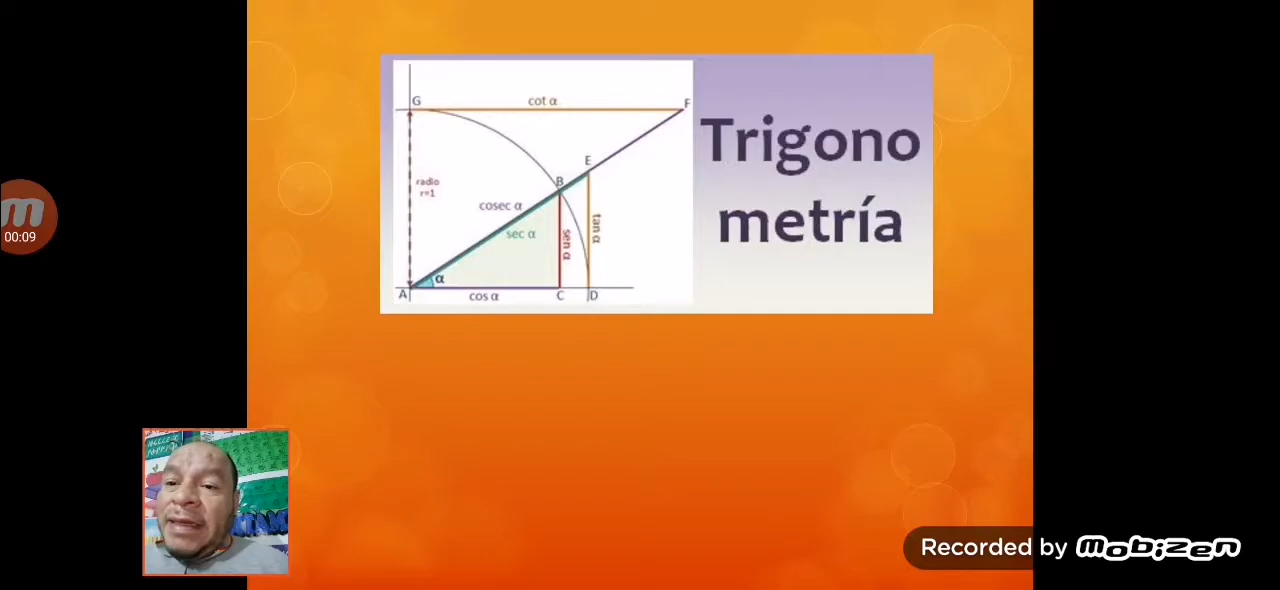 G
cot α
F
Trigono
metría
E
B
radio
r=1
cosec α
sec α
sen α
tan α
α
A
cos α
C
D
00:09
Recorded by mobizen